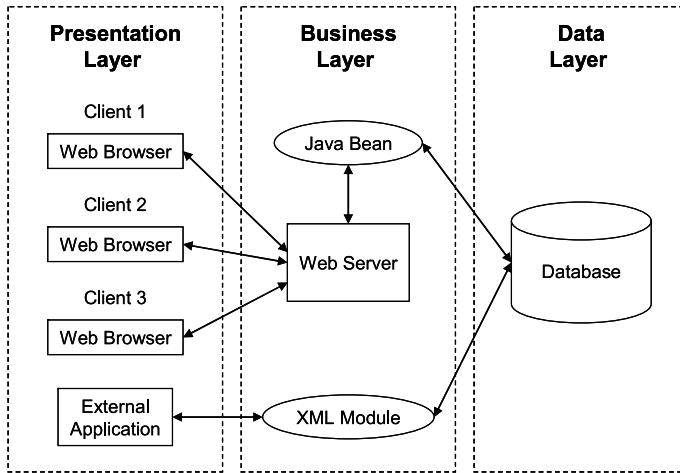 Presentation
Layer
Business
Layer
Data
Layer
Client 1
Web Browser
Client 2
Web Browser
Client 3
Web Browser
External
Application
Java Bean
Web Server
XML Module
Database